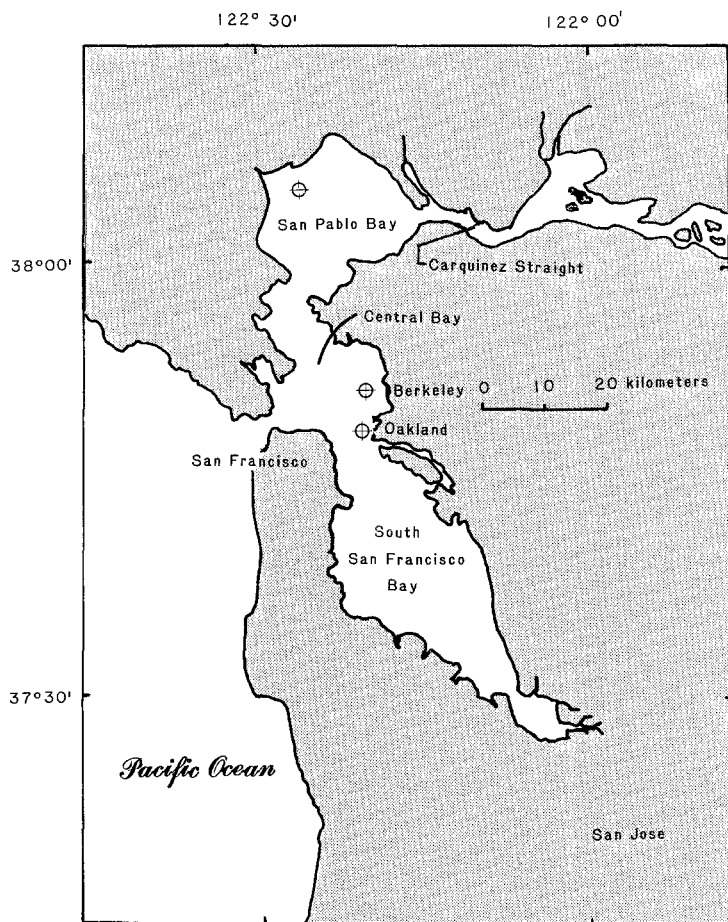 122° 30'
122° 00'
San Pablo Bay
38°00'
Carquinez Straight
Central Bay
0 10 20 kilometers
Berkeley
Oakland
San Francisco
South
San Francisco
Bay
37°30'
Pacific Ocean
San Jose